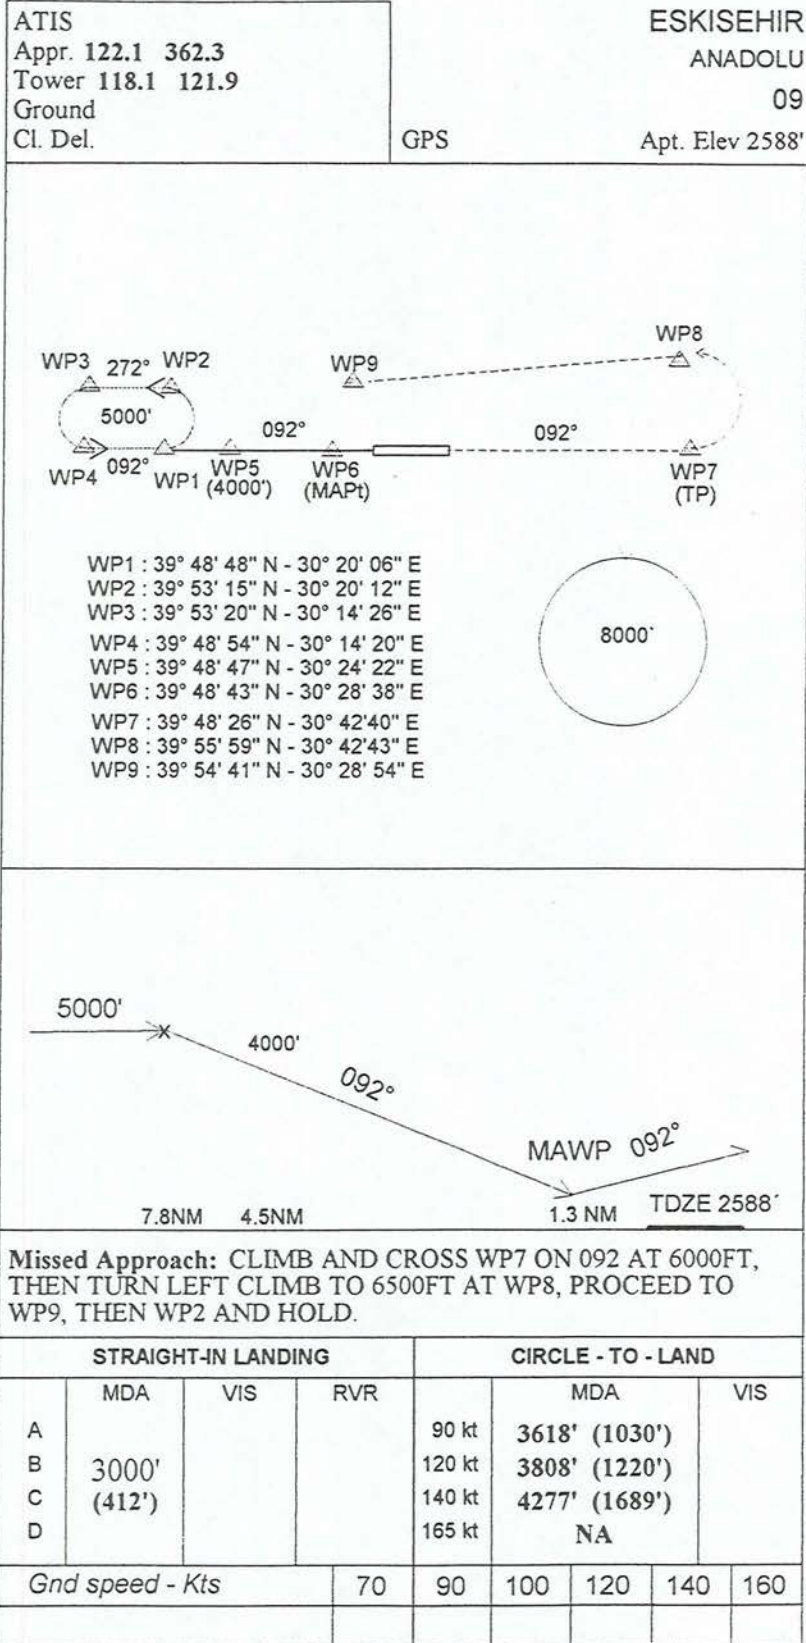 ATIS
Appr. 122.1 362.3
Tower 118.1 121.9
Ground
Cl. Del.
GPS
ESKISEHIR
ANADOLU
09
Apt. Elev 2588'
WP8
WP3 272° WP2
WP9
5000'
092°
092°
WP4 092° WP1
WP5
(4000')
WP6
(MAPt)
WP7
(TP)
WP1 : 39° 48' 48" N - 30° 20' 06" E
WP2 : 39° 53' 15" N - 30° 20' 12" E
WP3 : 39° 53' 20" N - 30° 14' 26" E
WP4 : 39° 48' 54" N - 30° 14' 20" E
WP5 : 39° 48' 47" N - 30° 24' 22" E
WP6 : 39° 48' 43" N - 30° 28' 38" E
WP7 : 39° 48' 26" N - 30° 42'40" E
WP8 : 39° 55' 59" N - 30° 42'43" E
WP9 : 39° 54' 41" N - 30° 28' 54" E
8000'
5000'
4000'
092°
MAWP 092°
7.8NM 4.5NM 1.3 NM TDZE 2588'
Missed Approach: CLIMB AND CROSS WP7 ON 092 AT 6000FT,
THEN TURN LEFT CLIMB TO 6500FT AT WP8, PROCEED TO
WP9, THEN WP2 AND HOLD.
STRAIGHT-IN LANDING CIRCLE - TO - LAND
MDA VIS RVR MDA VIS
A 90 kt 3618' (1030')
B 3000' 120 kt 3808' (1220')
C (412') 140 kt 4277' (1689')
D 165 kt NA
Gnd speed - Kts 70 90 100 120 140 160